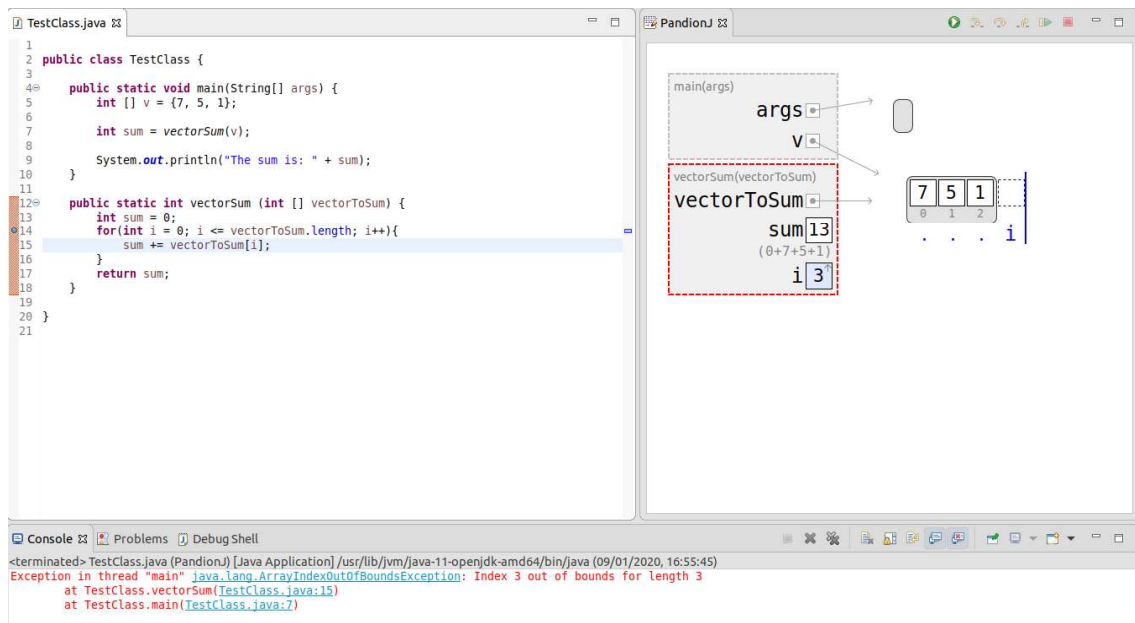 TestClass.java
1
2 public class TestClass {
3
4 public static void main(String[] args) {
5 int [] v = {7, 5, 1};
6
7 int sum = vectorSum(v);
8
9 System.out.println("The sum is: " + sum);
10 }
11
12 public static int vectorSum (int [] vectorToSum) {
13 int sum = 0;
14 for(int i = 0; i <= vectorToSum.length; i++){
15 sum += vectorToSum[i];
16 }
17 return sum;
18 }
19
20 }
21
PandionJ
main(args)
args
v
vectorSum(vectorToSum)
vectorToSum
sum 13
(0+7+5+1)
i 3
7 5 1
0 1 2
. . . i
Console Problems Debug Shell
<terminated> TestClass.java (PandionJ) [Java Application] /usr/lib/jvm/java-11-openjdk-amd64/bin/java (09/01/2020, 16:55:45)
Exception in thread "main" java.lang.ArrayIndexOutOfBoundsException: Index 3 out of bounds for length 3
at TestClass.vectorSum(TestClass.java:15)
at TestClass.main(TestClass.java:7)